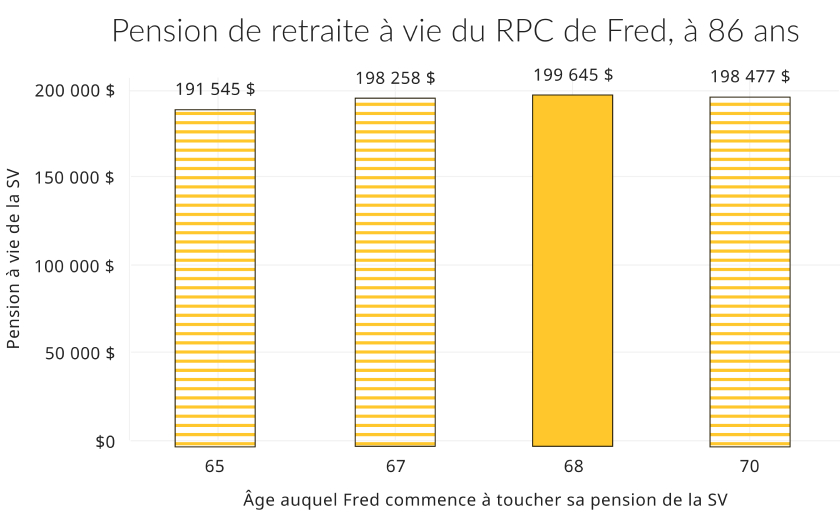 Pension de retraite à vie du RPC de Fred, à 86 ans
191 545 $
198 258 $
199 645 $
198 477 $
200 000 $
150 000 $
100 000 $
50 000 $
$0
Pension à vie de la SV
65
67
68
70
Âge auquel Fred commence à toucher sa pension de la SV